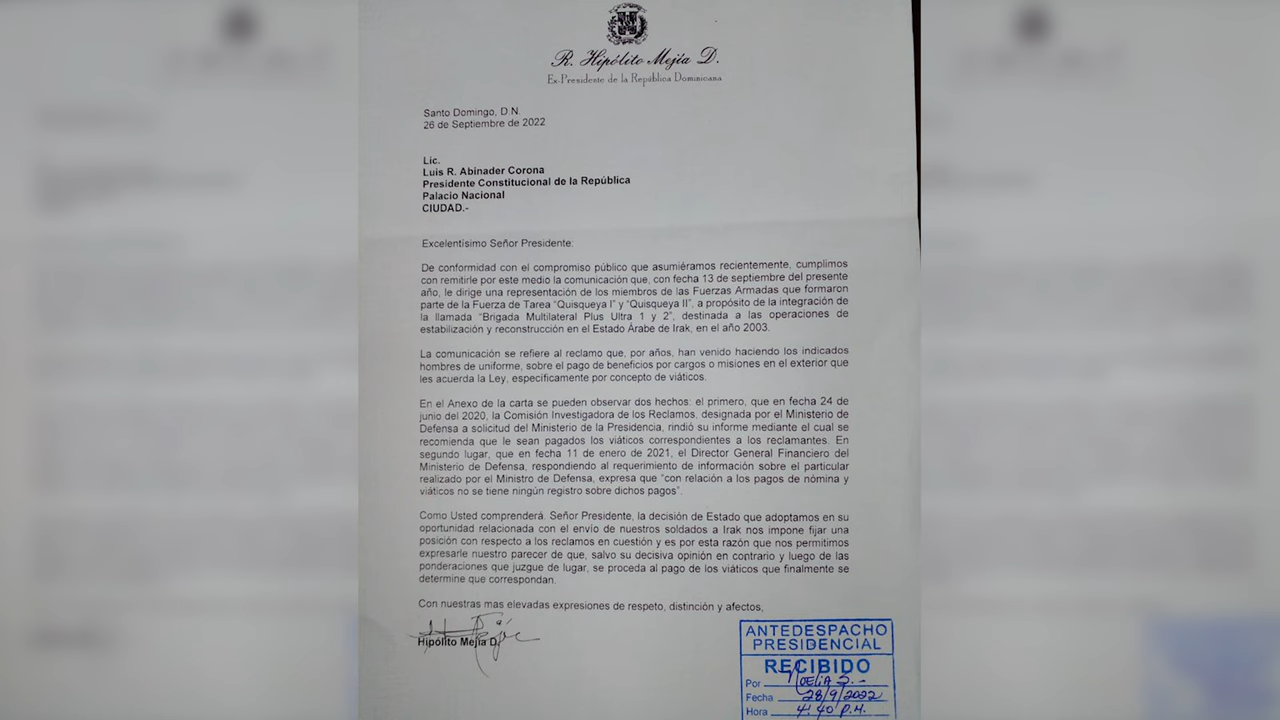 R. Hipólito Mejía D.
Ex-Presidente de la República Dominicana
Santo Domingo, D.N.
26 de Septiembre de 2022
Lic.
Luis R. Abinader Corona
Presidente Constitucional de la República
Palacio Nacional
CIUDAD.-
Excelentísimo Señor Presidente:
De conformidad con el compromiso público que asumiéramos recientemente, cumplimos
con remitirle por este medio la comunicación que, con fecha 13 de septiembre del presente
año, le dirige una representación de los miembros de las Fuerzas Armadas que formaron
parte de la Fuerza de Tarea "Quisqueya I" y "Quisqueya II", a propósito de la integración de
la llamada "Brigada Multilateral Plus Ultra 1 y 2", destinada a las operaciones de
estabilización y reconstrucción en el Estado Árabe de Irak, en el año 2003.
La comunicación se refiere al reclamo que, por años, han venido haciendo los indicados
hombres de uniforme, sobre el pago de beneficios por cargos o misiones en el exterior que
les acuerda la Ley, específicamente por concepto de viáticos.
En el Anexo de la carta se pueden observar dos hechos: el primero, que en fecha 24 de
junio del 2020, la Comisión Investigadora de los Reclamos, designada por el Ministerio de
Defensa a solicitud del Ministerio de la Presidencia, rindió su informe mediante el cual se
recomienda que le sean pagados los viáticos correspondientes a los reclamantes. En
segundo lugar, que en fecha 11 de enero de 2021, el Director General Financiero del
Ministerio de Defensa, respondiendo al requerimiento de información sobre el particular
realizado por el Ministro de Defensa, expresa que "con relación a los pagos de nómina y
viáticos no se tiene ningún registro sobre dichos pagos".
Como Usted comprenderá. Señor Presidente, la decisión de Estado que adoptamos en su
oportunidad relacionada con el envío de nuestros soldados a Irak nos impone fijar una
posición con respecto a los reclamos en cuestión y es por esta razón que nos permitimos
expresarle nuestro parecer de que, salvo su decisiva opinión en contrario y luego de las
ponderaciones que juzgue de lugar, se proceda al pago de los viáticos que finalmente se
determine que correspondan.
Con nuestras mas elevadas expresiones de respeto, distinción y afectos,
Hipólito Mejía D.
ANTEDESPACHO
PRESIDENCIAL
RECIBIDO
Por Noelia S.-
Fecha 28/9/2022
Hora 4:40 P.M.